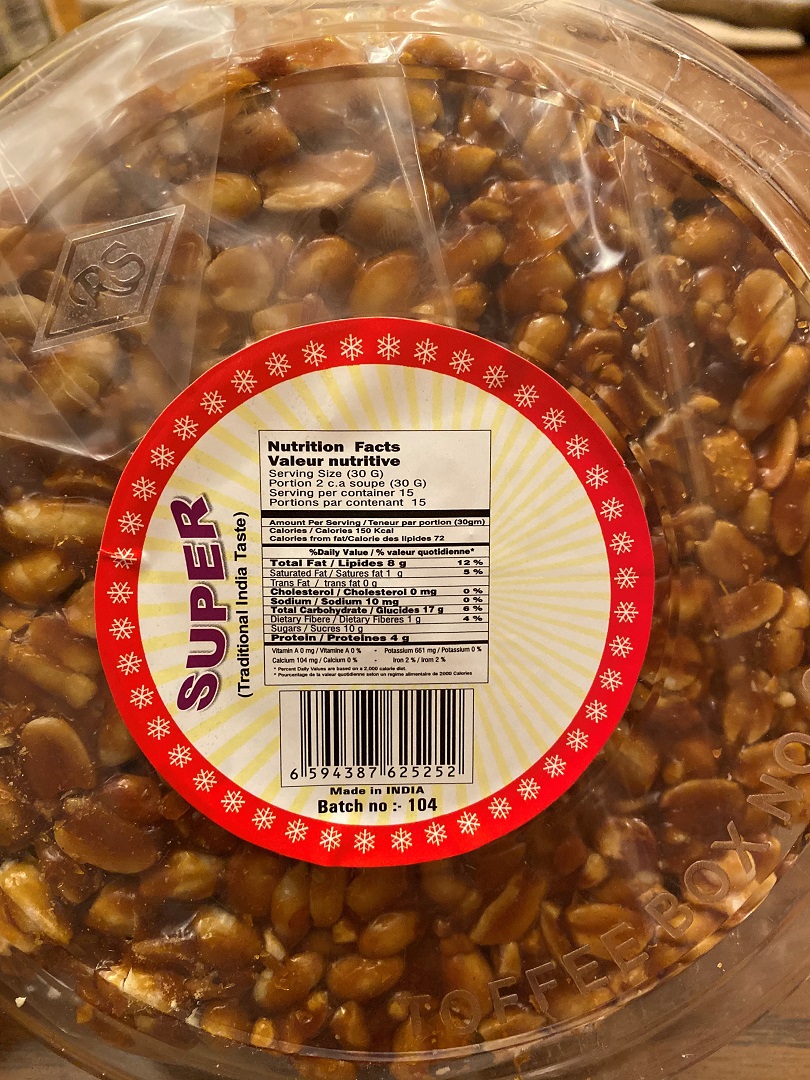 RS
SUPER
(Traditional India Taste)
Nutrition Facts
Valeur nutritive
Serving Size (30 G)
Portion 2 c.a soupe (30 G)
Serving per container 15
Portions par contenant 15
Amount Per Serving / Teneur par portion (30gm)
Calories / Calories 150 Kcal
Calories from fat/Calorie des lipides 72
%Daily Value / % valeur quotidienne*
Total Fat / Lipides 8 g 12 %
Saturated Fat / Satures fat 1 g 5 %
Trans Fat / trans fat 0 g
Cholesterol / Cholesterol 0 mg 0 %
Sodium / Sodium 10 mg 0 %
Total Carbohydrate / Glucides 17 g 6 %
Dietary Fibere / Dietary Fiberes 1 g 4 %
Sugars / Sucres 10 g
Protein / Proteines 4 g
Vitamin A 0 mg / Vitamine A 0 % - Potassium 661 mg / Potassium 0 %
Calcium 104 mg / Calcium 0 % - Iron 2 % / Irom 2 %
* Percent Daily Values are based on a 2,000 calorie diet.
* Pourcentage de la valeur quotidienne selon un regime alimentaire de 2000 Calories
6 594387 625252
Made in INDIA
Batch no :- 104
TOFFEE BOX NO